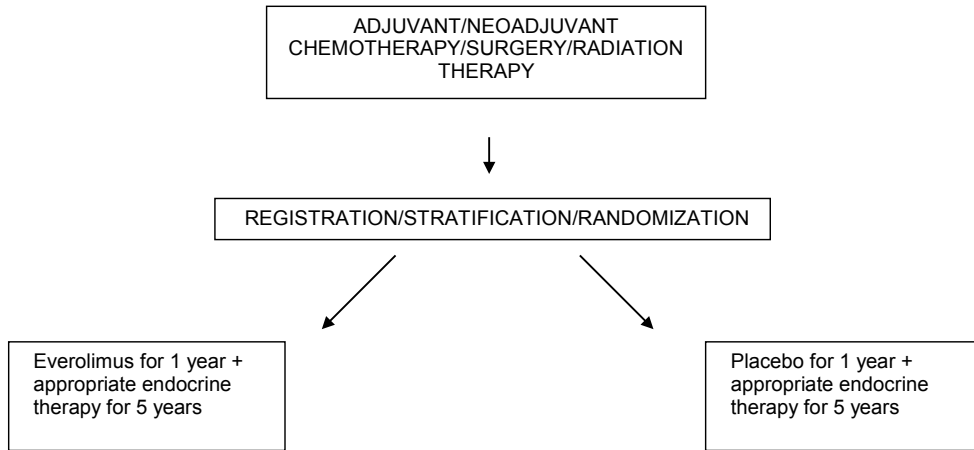 ADJUVANT/NEOADJUVANT
CHEMOTHERAPY/SURGERY/RADIATION
THERAPY
REGISTRATION/STRATIFICATION/RANDOMIZATION
Everolimus for 1 year +
appropriate endocrine
therapy for 5 years
Placebo for 1 year +
appropriate endocrine
therapy for 5 years